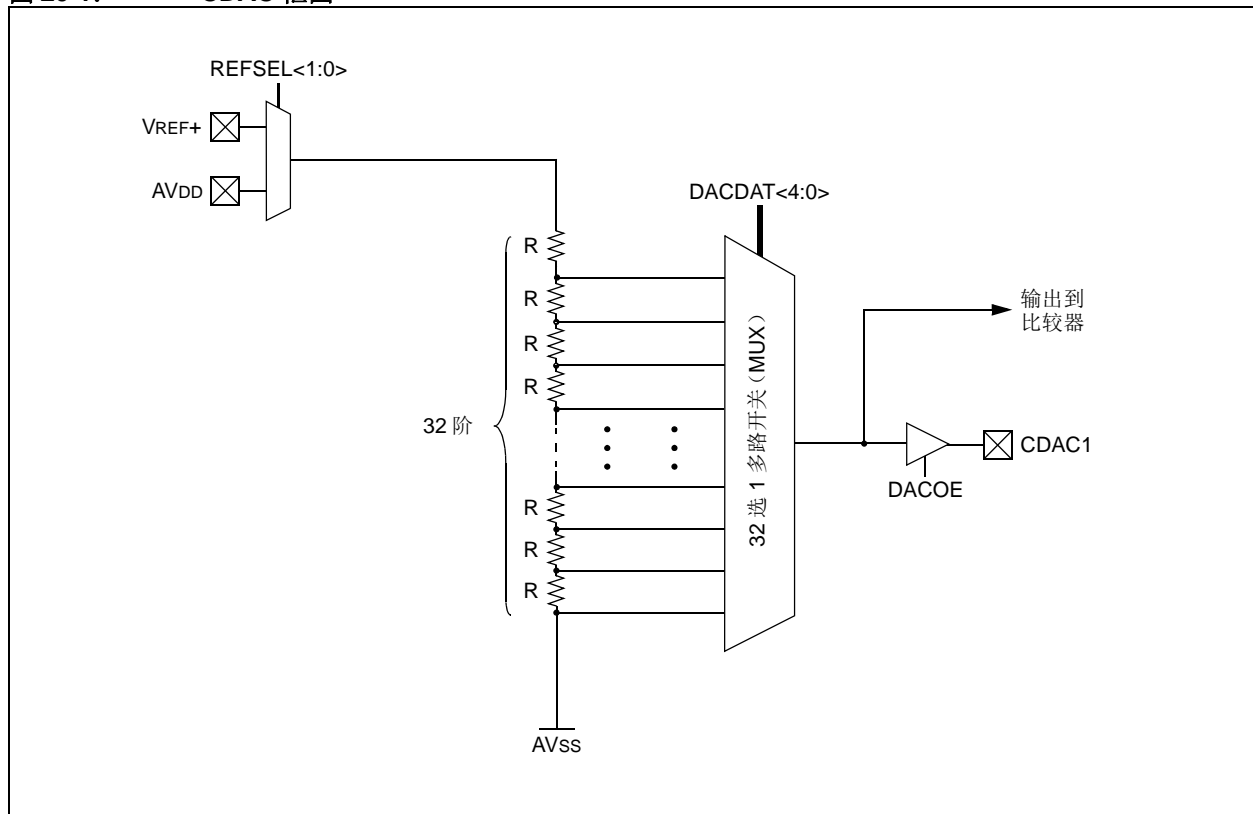 REFSEL<1:0>
VREF+
AVDD
DACDAT<4:0>
R
R
R
R
32 阶
R
R
R
32 选 1 多路开关（MUX）
输出到
比较器
CDAC1
DACOE
AVSS